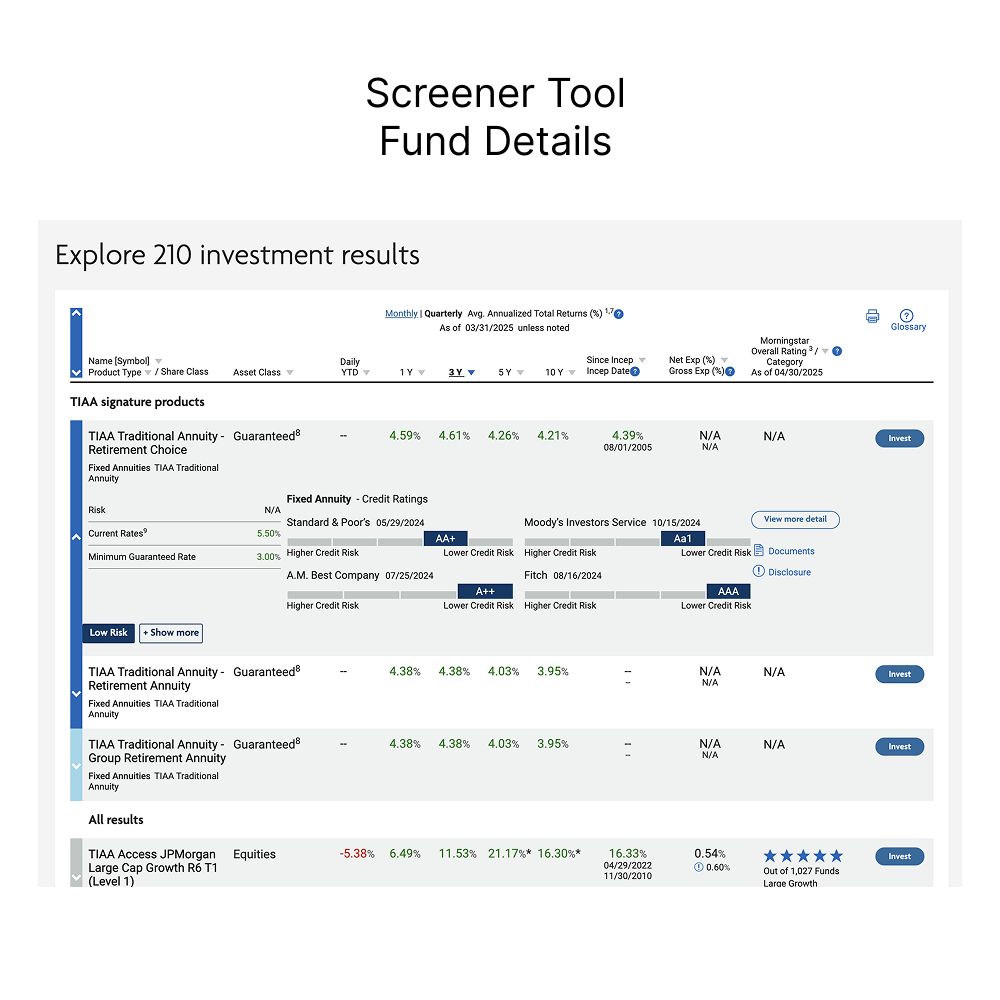 Screener Tool
Fund Details
Explore 210 investment results
Monthly | Quarterly Avg. Annualized Total Returns (%) 1,7 ?
As of 03/31/2025 unless noted
Glossary
Name [Symbol]
Product Type / Share Class
Asset Class
Daily
YTD
1 Y
3 Y
5 Y
10 Y
Since Incep
Incep Date ?
Net Exp (%)
Gross Exp (%) ?
Morningstar
Overall Rating 3 / ?
Category
As of 04/30/2025
TIAA signature products
TIAA Traditional Annuity - Guaranteed8 -- 4.59% 4.61% 4.26% 4.21% 4.39% N/A N/A Invest
Retirement Choice 08/01/2005 N/A
Fixed Annuities TIAA Traditional
Annuity
Risk N/A
Current Rates9 5.50%
Minimum Guaranteed Rate 3.00%
Fixed Annuity - Credit Ratings
Standard & Poor's 05/29/2024
AA+
Higher Credit Risk Lower Credit Risk
Moody's Investors Service 10/15/2024
Aa1
Higher Credit Risk Lower Credit Risk
A.M. Best Company 07/25/2024
A++
Higher Credit Risk Lower Credit Risk
Fitch 08/16/2024
AAA
Higher Credit Risk Lower Credit Risk
View more detail
Documents
Disclosure
Low Risk + Show more
TIAA Traditional Annuity - Guaranteed8 -- 4.38% 4.38% 4.03% 3.95% -- N/A N/A Invest
Retirement Annuity -- N/A
Fixed Annuities TIAA Traditional
Annuity
TIAA Traditional Annuity - Guaranteed8 -- 4.38% 4.38% 4.03% 3.95% -- N/A N/A Invest
Group Retirement Annuity -- N/A
Fixed Annuities TIAA Traditional
Annuity
All results
TIAA Access JPMorgan Equities -5.38% 6.49% 11.53% 21.17%* 16.30%* 16.33% 0.54% Invest
Large Cap Growth R6 T1 04/29/2022 0.60% Out of 1,027 Funds
(Level 1) 11/30/2010 Large Growth